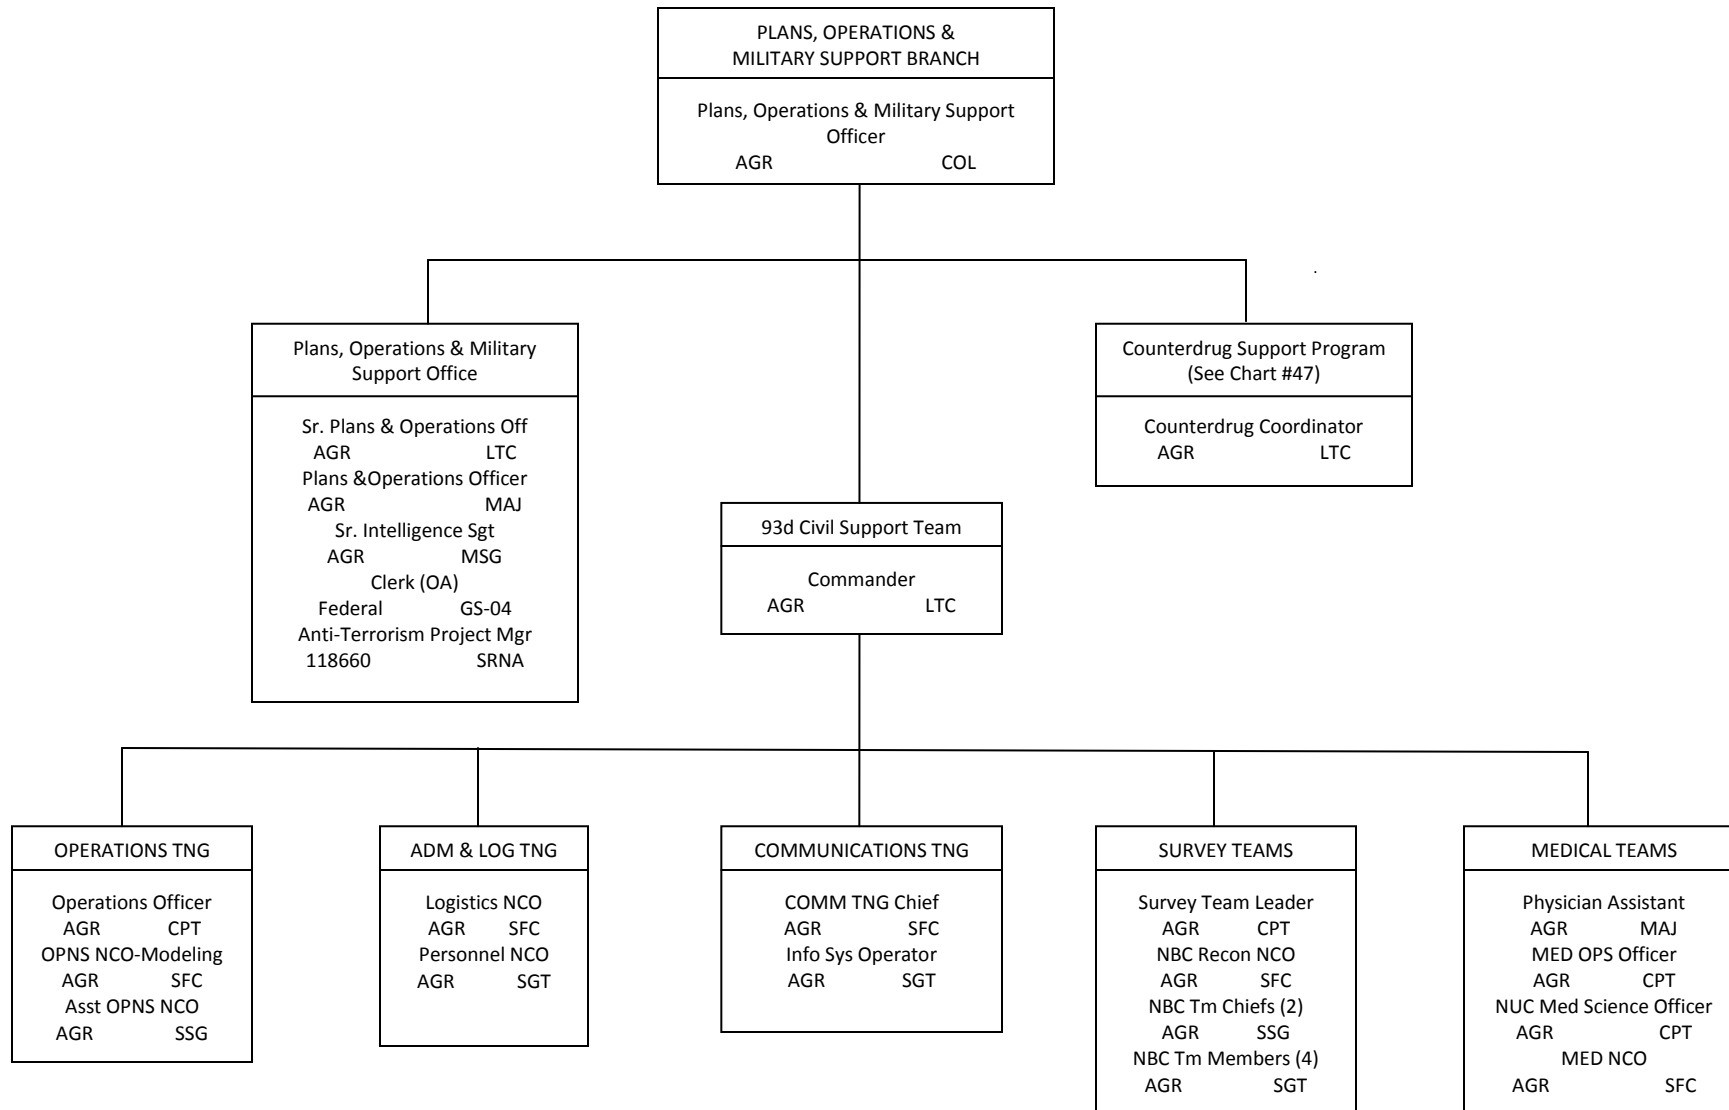 PLANS, OPERATIONS &
MILITARY SUPPORT BRANCH
Plans, Operations & Military Support
Officer
AGR COL
Plans, Operations & Military
Support Office
Sr. Plans & Operations Off
AGR LTC
Plans &Operations Officer
AGR MAJ
Sr. Intelligence Sgt
AGR MSG
Clerk (OA)
Federal GS-04
Anti-Terrorism Project Mgr
118660 SRNA
Counterdrug Support Program
(See Chart #47)
Counterdrug Coordinator
AGR LTC
93d Civil Support Team
Commander
AGR LTC
OPERATIONS TNG
Operations Officer
AGR CPT
OPNS NCO-Modeling
AGR SFC
Asst OPNS NCO
AGR SSG
ADM & LOG TNG
Logistics NCO
AGR SFC
Personnel NCO
AGR SGT
COMMUNICATIONS TNG
COMM TNG Chief
AGR SFC
Info Sys Operator
AGR SGT
SURVEY TEAMS
Survey Team Leader
AGR CPT
NBC Recon NCO
AGR SFC
NBC Tm Chiefs (2)
AGR SSG
NBC Tm Members (4)
AGR SGT
MEDICAL TEAMS
Physician Assistant
AGR MAJ
MED OPS Officer
AGR CPT
NUC Med Science Officer
AGR CPT
MED NCO
AGR SFC